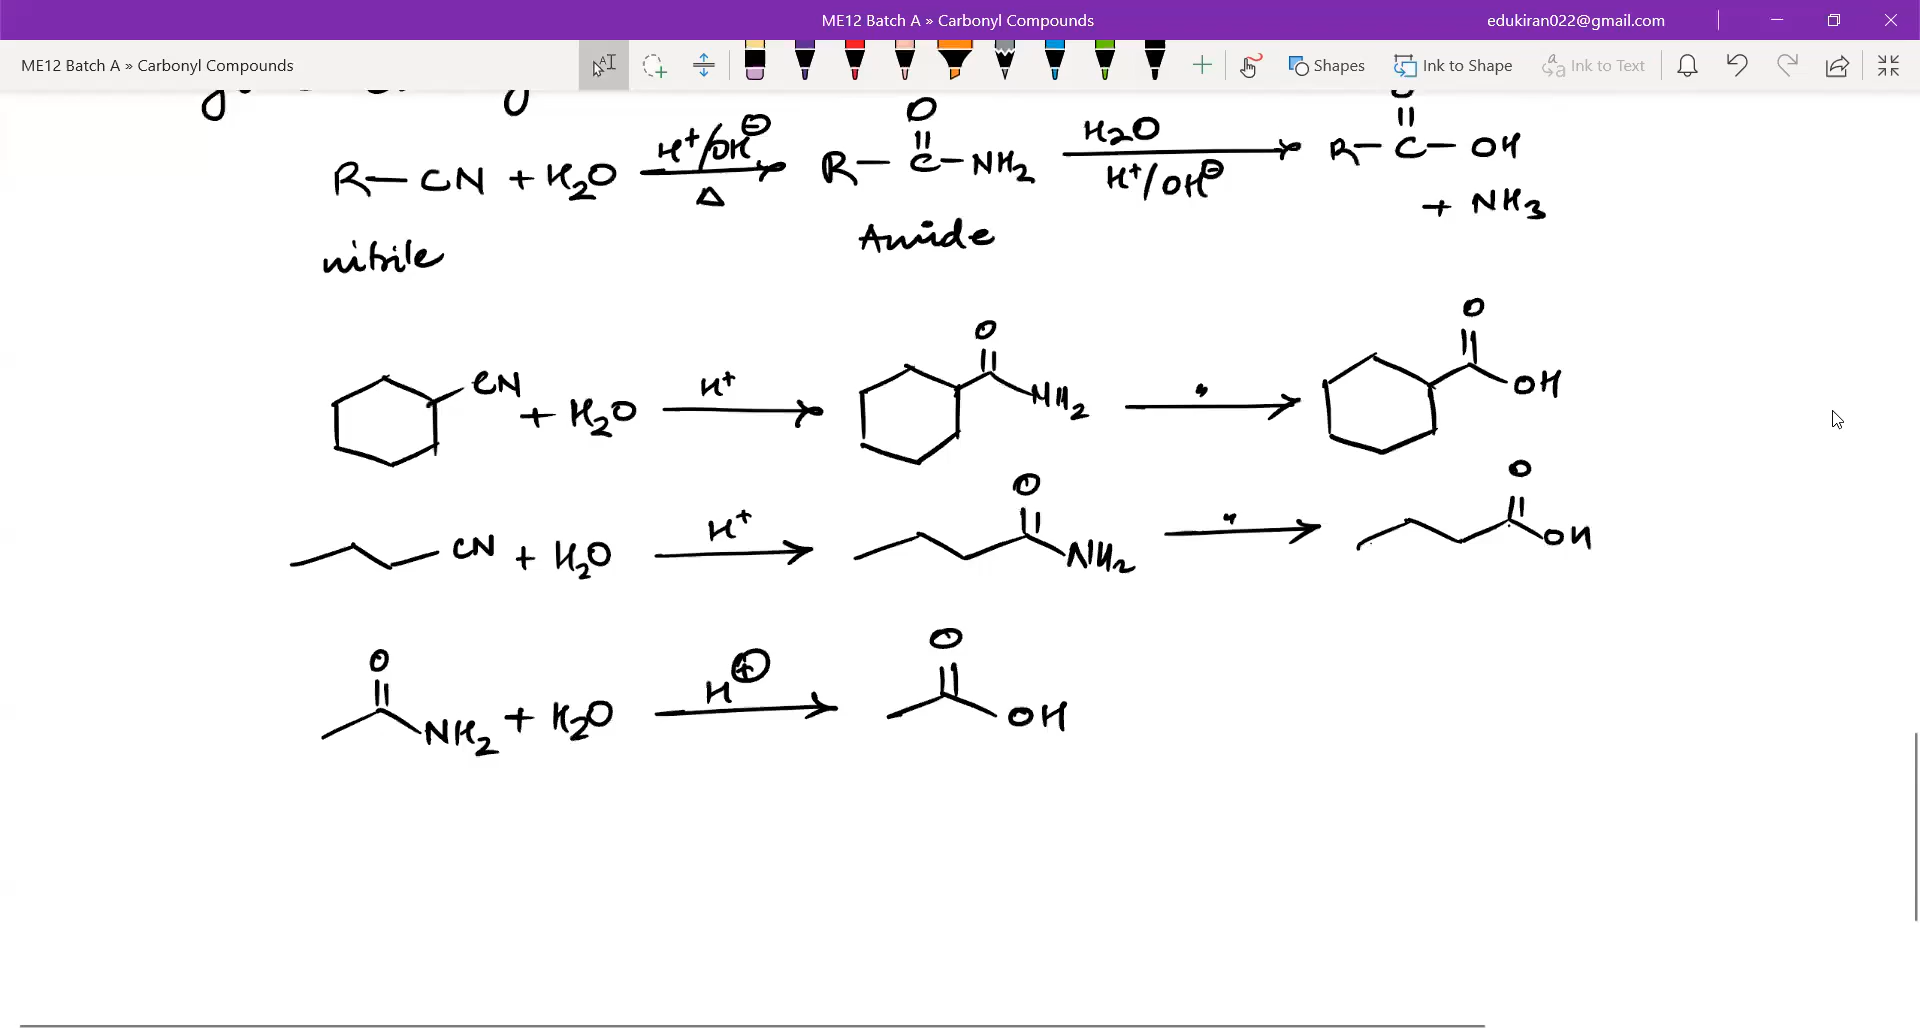 ME12 Batch A » Carbonyl Compounds
edukiran022@gmail.com
ME12 Batch A » Carbonyl Compounds
Shapes
Ink to Shape
Ink to Text
R—CN + H2O H+/OH⊖ Δ R—C—NH2 O H2O H+/OH⊖ R—C—OH
+ NH3
nitrile Amide
CN + H2O H+ O NH2 " O OH
CN + H2O H+ O NH2 " O OH
O NH2 + H2O H⊕ O OH